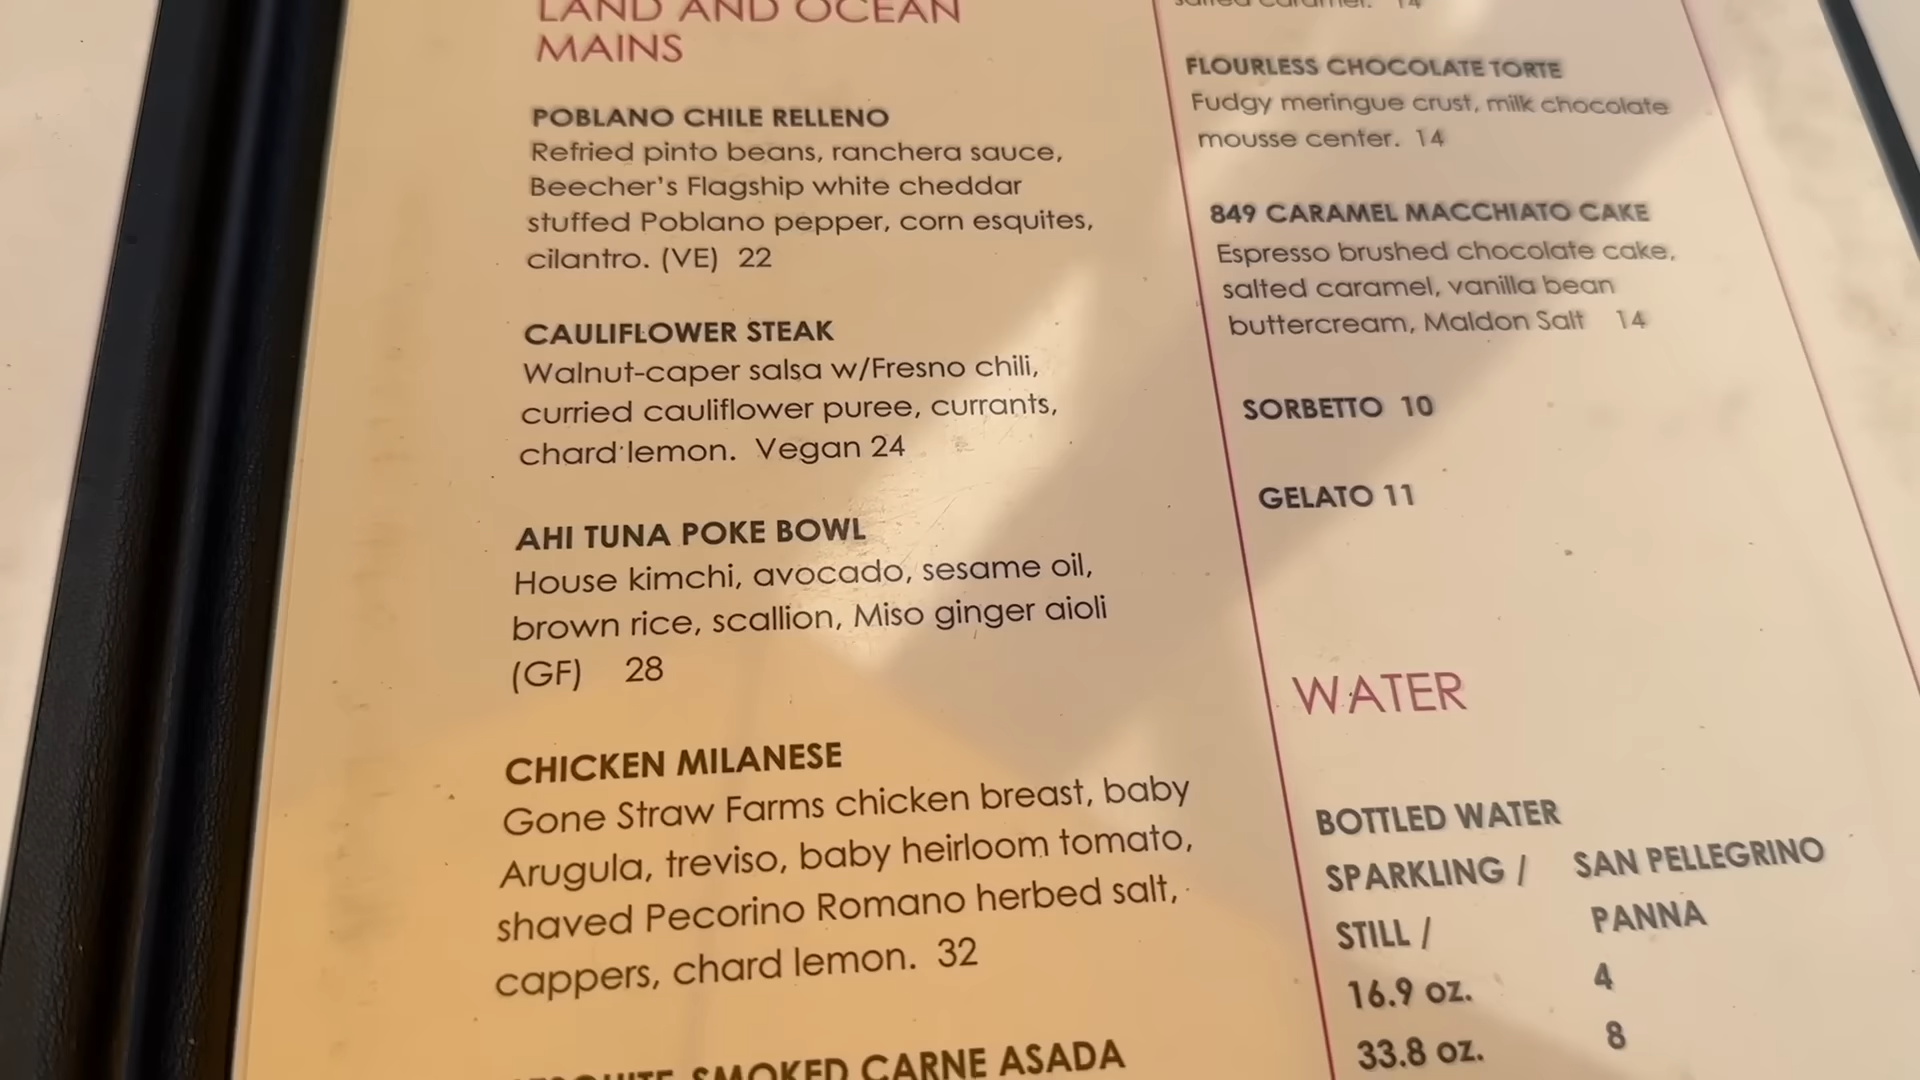 LAND AND OCEAN
MAINS
POBLANO CHILE RELLENO
Refried pinto beans, ranchera sauce,
Beecher's Flagship white cheddar
stuffed Poblano pepper, corn esquites,
cilantro. (VE) 22
CAULIFLOWER STEAK
Walnut-caper salsa w/Fresno chili,
curried cauliflower puree, currants,
chard lemon. Vegan 24
AHI TUNA POKE BOWL
House kimchi, avocado, sesame oil,
brown rice, scallion, Miso ginger aioli
(GF) 28
CHICKEN MILANESE
Gone Straw Farms chicken breast, baby
Arugula, treviso, baby heirloom tomato,
shaved Pecorino Romano herbed salt,
cappers, chard lemon. 32
SMOKED CARNE ASADA
salted caramel. 14
FLOURLESS CHOCOLATE TORTE
Fudgy meringue crust, milk chocolate
mousse center. 14
849 CARAMEL MACCHIATO CAKE
Espresso brushed chocolate cake,
salted caramel, vanilla bean
buttercream, Maldon Salt 14
SORBETTO 10
GELATO 11
WATER
BOTTLED WATER
SPARKLING / SAN PELLEGRINO
STILL / PANNA
16.9 oz. 4
33.8 oz. 8